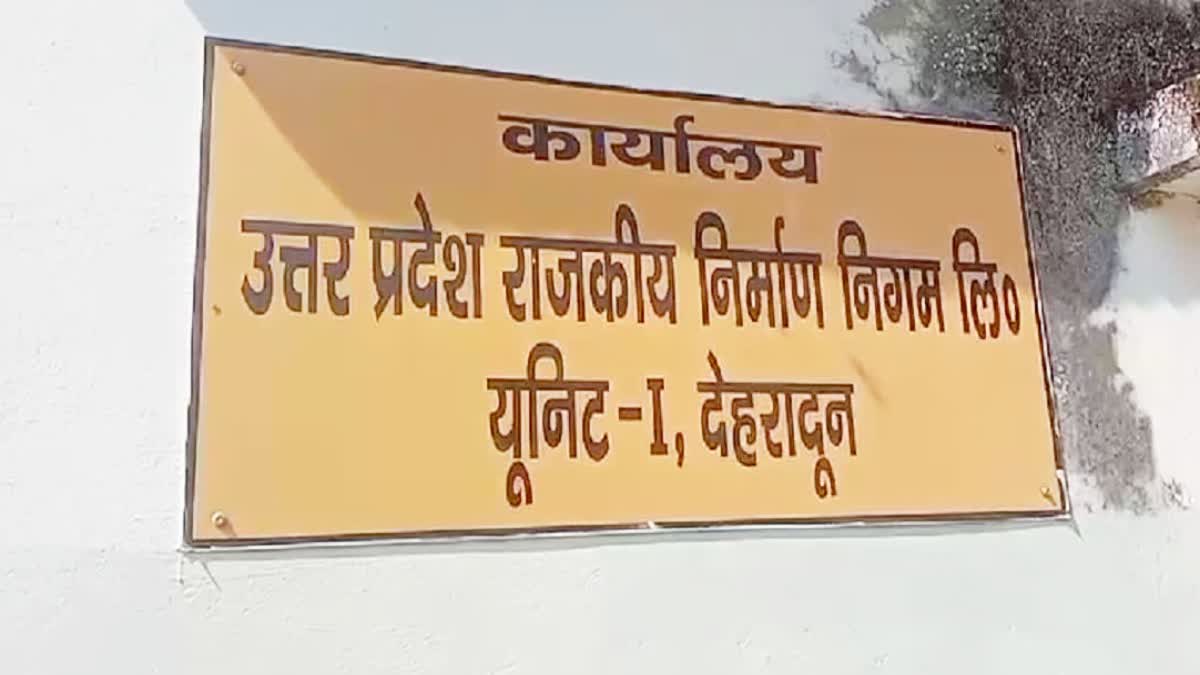 कार्यालय
उत्तर प्रदेश राजकीय निर्माण निगम लि०
यूनिट-I, देहरादून